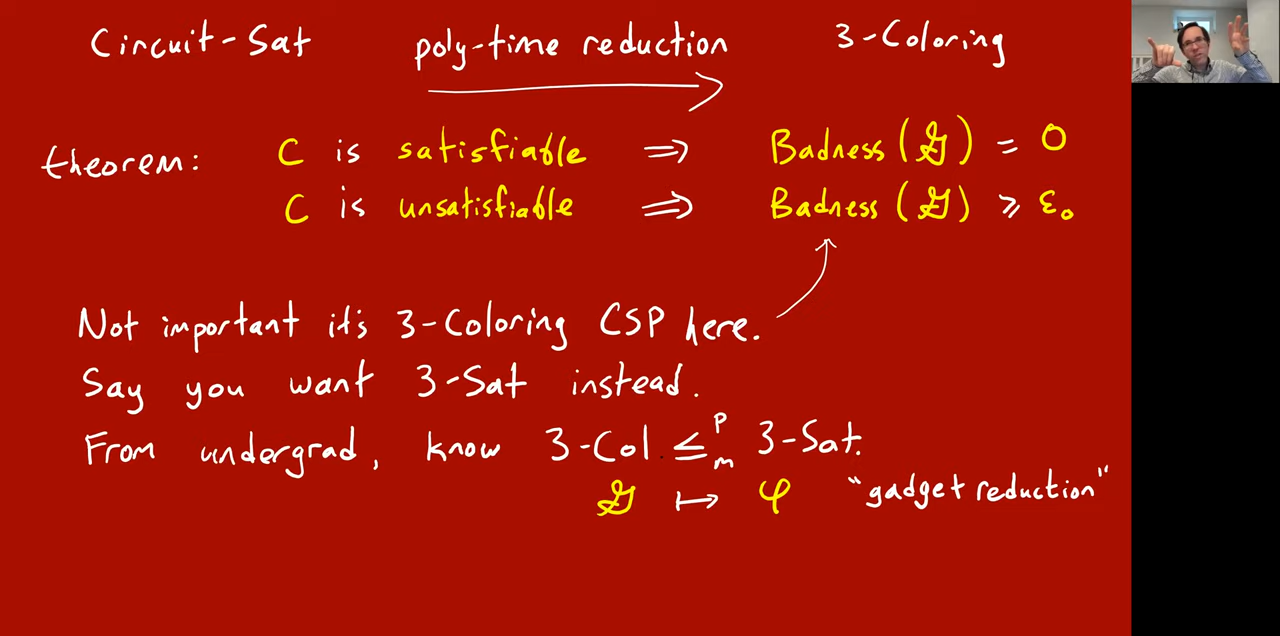 Circuit-Sat poly-time reduction 3-Coloring
theorem: C is satisfiable ⇒ Badness(𝒢) = 0
C is unsatisfiable ⇒ Badness(𝒢) ≥ ε₀
Not important it's 3-Coloring CSP here.
Say you want 3-Sat instead.
From undergrad, know 3-Col ≤ᵖₘ 3-Sat.
𝒢 ↦ φ "gadget reduction"